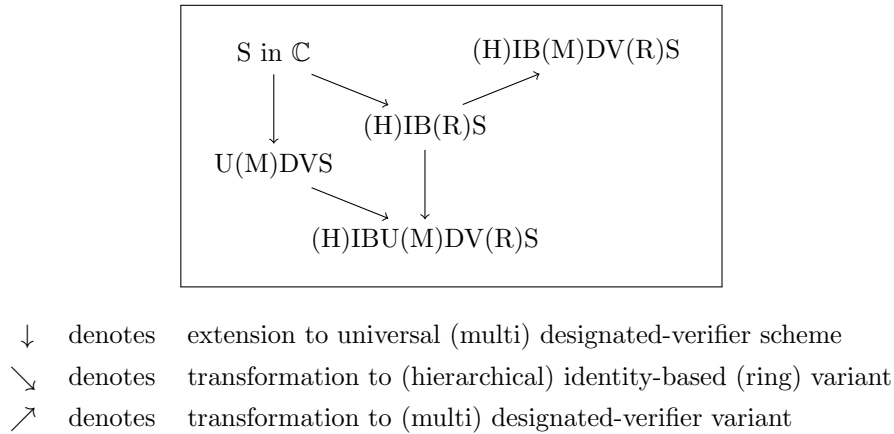 S in ℂ
(H)IB(M)DV(R)S
(H)IB(R)S
U(M)DVS
(H)IBU(M)DV(R)S
↓ denotes extension to universal (multi) designated-verifier scheme
↘ denotes transformation to (hierarchical) identity-based (ring) variant
↗ denotes transformation to (multi) designated-verifier variant